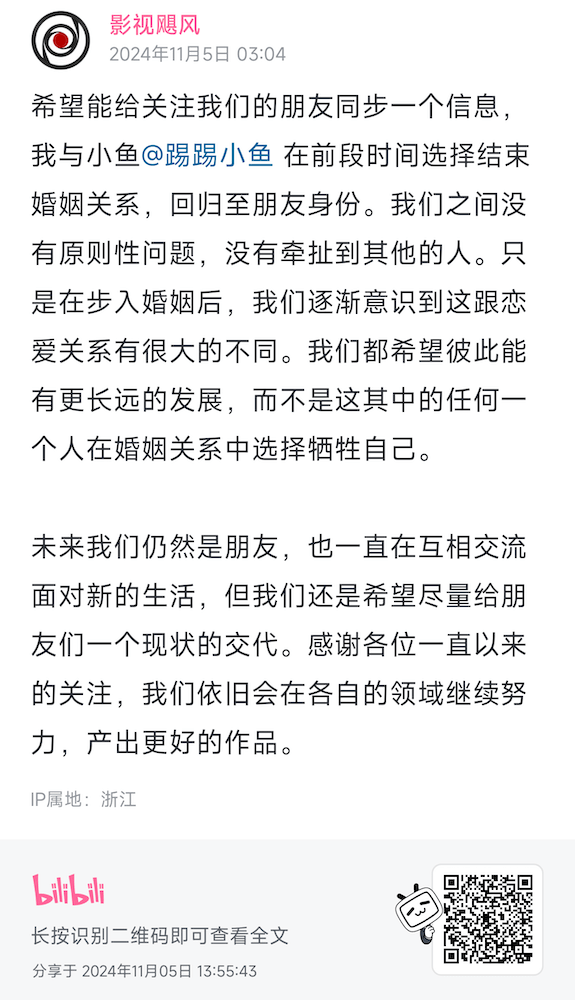 影视飓风
2024年11月5日 03:04
希望能给关注我们的朋友同步一个信息，
我与小鱼@踢踢小鱼 在前段时间选择结束
婚姻关系，回归至朋友身份。我们之间没
有原则性问题，没有牵扯到其他的人。只
是在步入婚姻后，我们逐渐意识到这跟恋
爱关系有很大的不同。我们都希望彼此能
有更长远的发展，而不是这其中的任何一
个人在婚姻关系中选择牺牲自己。
未来我们仍然是朋友，也一直在互相交流
面对新的生活，但我们还是希望尽量给朋
友们一个现状的交代。感谢各位一直以来
的关注，我们依旧会在各自的领域继续努
力，产出更好的作品。
IP属地：浙江
bilibili
长按识别二维码即可查看全文
分享于 2024年11月05日 13:55:43